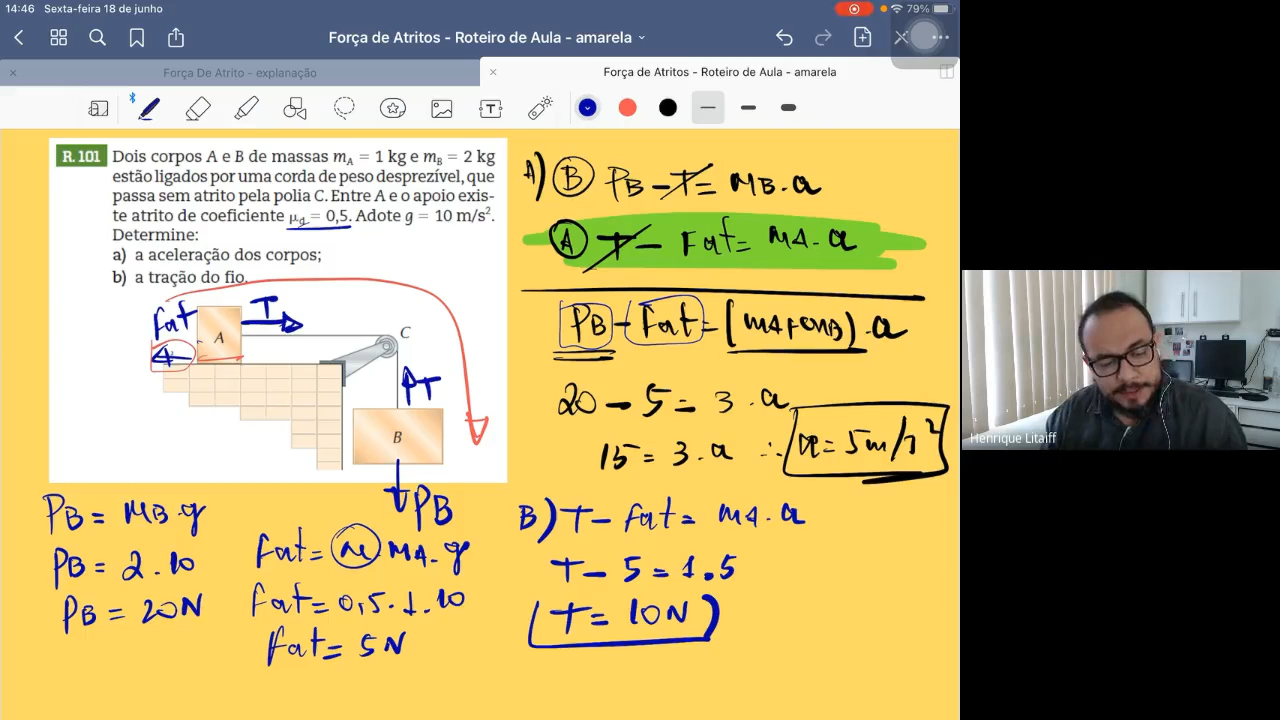 14:46 Sexta-feira 18 de junho
79%
Força de Atritos - Roteiro de Aula - amarela
Força De Atrito - explanação
Força de Atritos - Roteiro de Aula - amarela
R. 101 Dois corpos A e B de massas mA = 1 kg e mB = 2 kg
estão ligados por uma corda de peso desprezível, que
passa sem atrito pela polia C. Entre A e o apoio exis-
te atrito de coeficiente μd = 0,5. Adote g = 10 m/s².
Determine:
a) a aceleração dos corpos;
b) a tração do fio.
Fat
T
A
C
T
B
PB
PB = MB.g
PB = 2.10
PB = 20N
Fat = μ MA.g
Fat = 0,5.1.10
Fat = 5N
A) B PB - T = MB.a
A T - Fat = MA.a
PB - Fat = (MA+MB).a
20 - 5 = 3.a
15 = 3.a ∴ a = 5m/s²
B) T - Fat = MA.a
T - 5 = 1.5
T = 10N
Henrique Litaiff